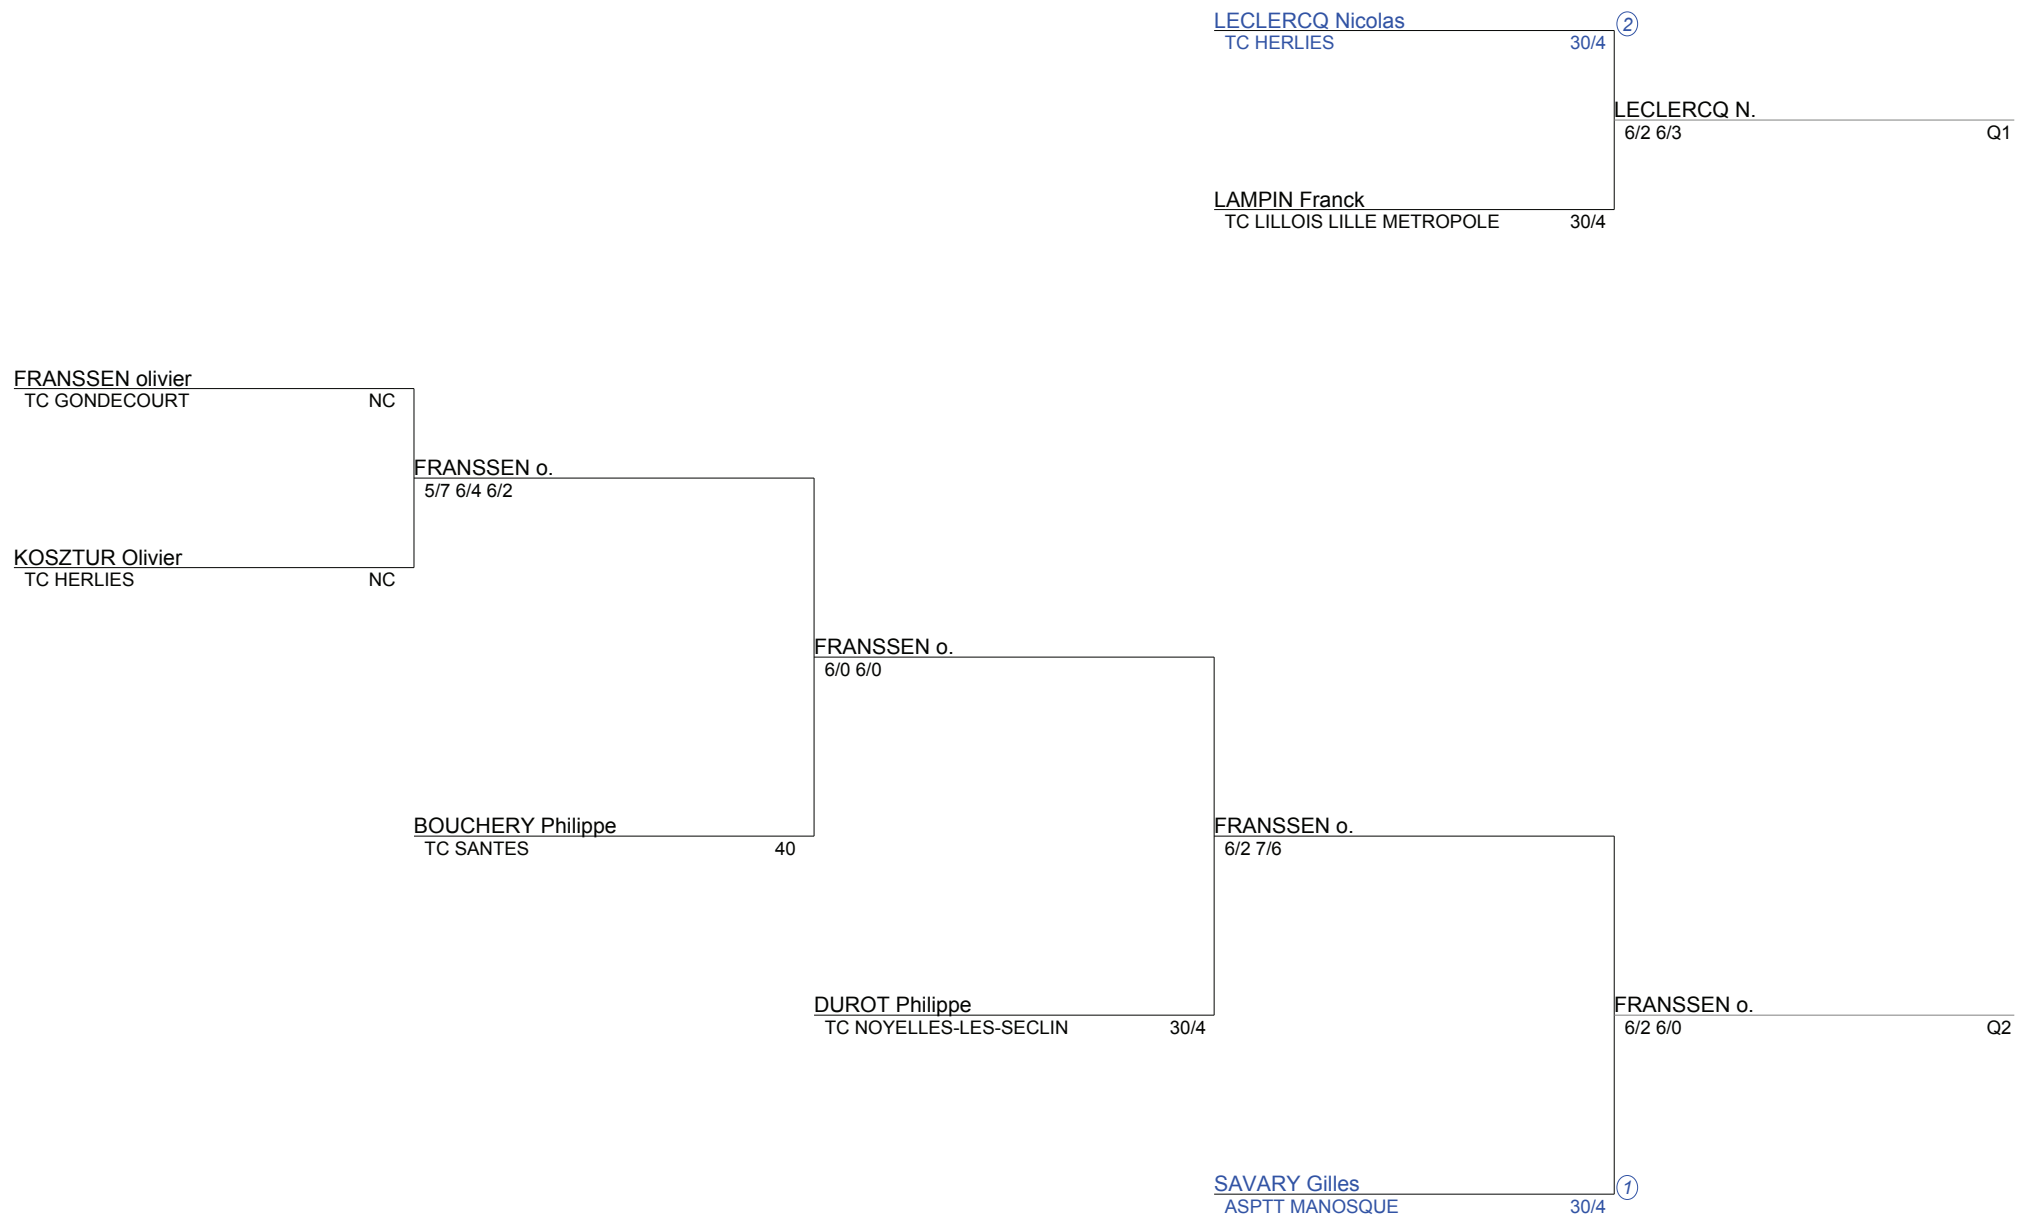 LECLERCQ Nicolas 2
TC HERLIES 30/4
LECLERCQ N.
6/2 6/3 Q1
LAMPIN Franck
TC LILLOIS LILLE METROPOLE 30/4
FRANSSEN olivier
TC GONDECOURT NC
FRANSSEN o.
5/7 6/4 6/2
KOSZTUR Olivier
TC HERLIES NC
FRANSSEN o.
6/0 6/0
BOUCHERY Philippe
TC SANTES 40
FRANSSEN o.
6/2 7/6
DUROT Philippe
TC NOYELLES-LES-SECLIN 30/4
FRANSSEN o.
6/2 6/0 Q2
SAVARY Gilles 1
ASPTT MANOSQUE 30/4